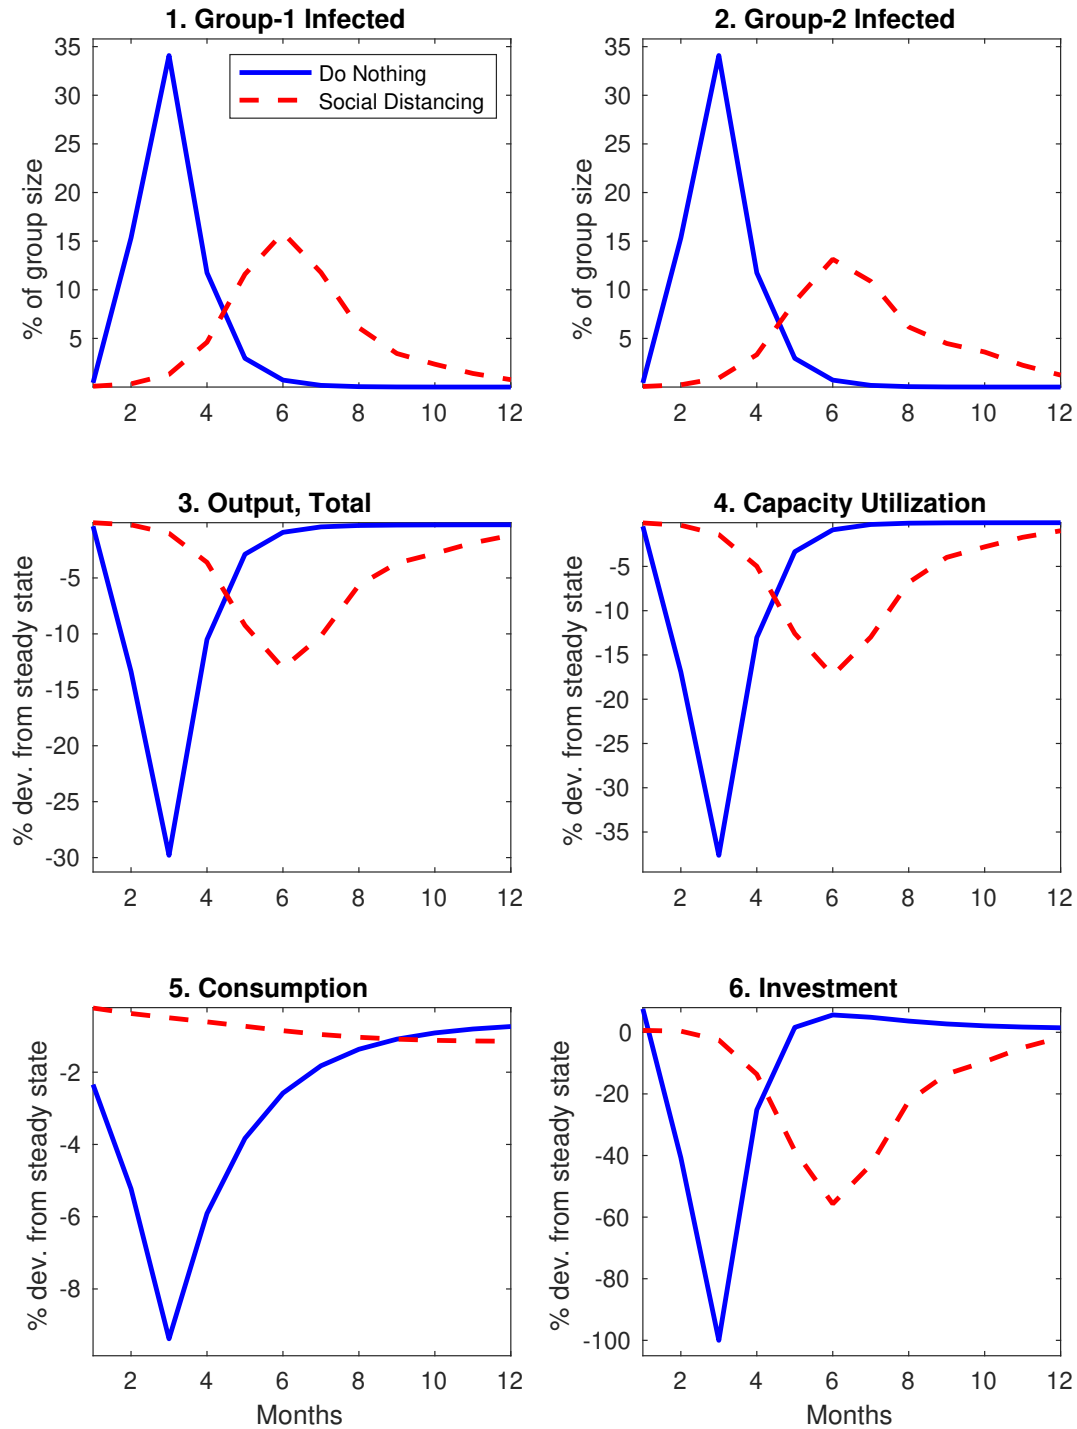 1. Group-1 Infected
% of group size
35
30
25
20
15
10
5
2 4 6 8 10 12
Do Nothing
Social Distancing
2. Group-2 Infected
% of group size
35
30
25
20
15
10
5
2 4 6 8 10 12
3. Output, Total
% dev. from steady state
-5
-10
-15
-20
-25
-30
2 4 6 8 10 12
4. Capacity Utilization
% dev. from steady state
-5
-10
-15
-20
-25
-30
-35
2 4 6 8 10 12
5. Consumption
% dev. from steady state
-2
-4
-6
-8
2 4 6 8 10 12
Months
6. Investment
% dev. from steady state
0
-20
-40
-60
-80
-100
2 4 6 8 10 12
Months